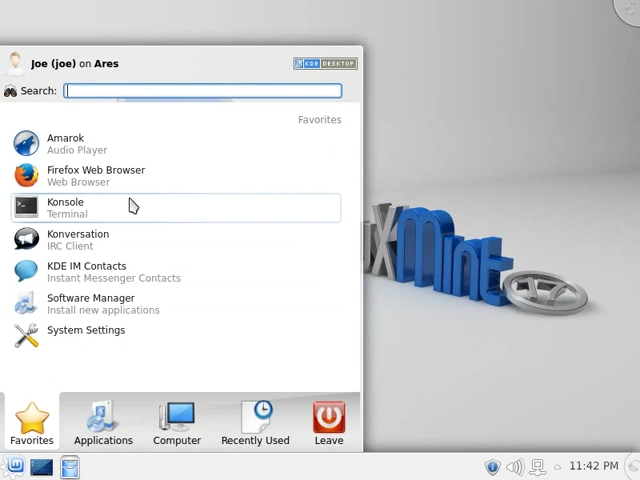 Joe (joe) on Ares
KDE DESKTOP
Search:
Favorites
Amarok
Audio Player
Firefox Web Browser
Web Browser
Konsole
Terminal
Konversation
IRC Client
KDE IM Contacts
Instant Messenger Contacts
Software Manager
Install new applications
System Settings
Favorites
Applications
Computer
Recently Used
Leave
XMint
17
11:42 PM